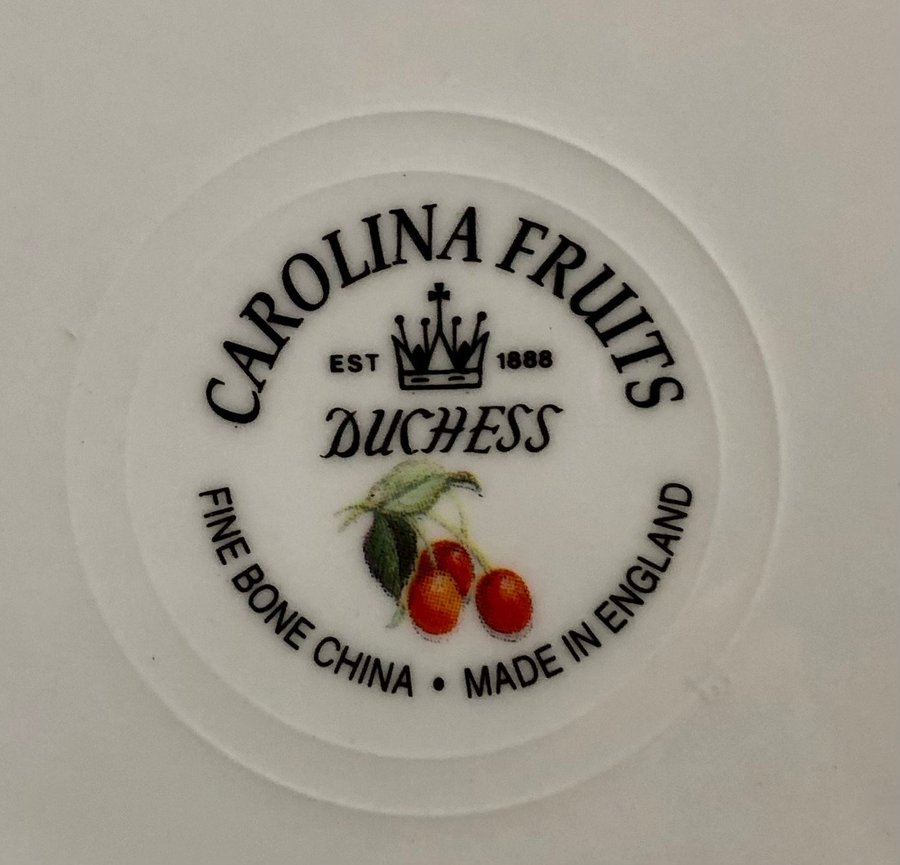 CAROLINA FRUITS
EST 1888
DUCHESS
FINE BONE CHINA • MADE IN ENGLAND